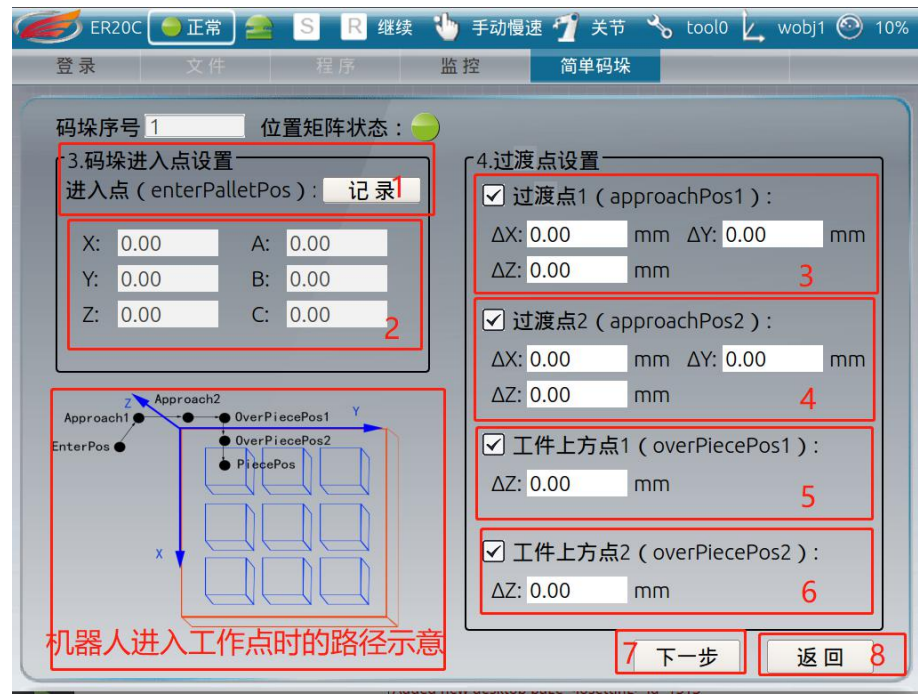 ER20C 正常 S R 继续 手动慢速 关节 tool0 wobj1 10%
登录 文件 程序 监控 简单码垛
码垛序号 1 位置矩阵状态：
3.码垛进入点设置
进入点（enterPalletPos）: 记录 1
X: 0.00 A: 0.00
Y: 0.00 B: 0.00
Z: 0.00 C: 0.00
2
Z Approach2
Approach1 OverPiecePos1 Y
EnterPos OverPiecePos2
PiecePos
X
机器人进入工作点时的路径示意
4.过渡点设置
过渡点1（approachPos1）:
ΔX: 0.00 mm ΔY: 0.00 mm
ΔZ: 0.00 mm 3
过渡点2（approachPos2）:
ΔX: 0.00 mm ΔY: 0.00 mm
ΔZ: 0.00 mm 4
工件上方点1（overPiecePos1）:
ΔZ: 0.00 mm 5
工件上方点2（overPiecePos2）:
ΔZ: 0.00 mm 6
7 下一步 返回 8